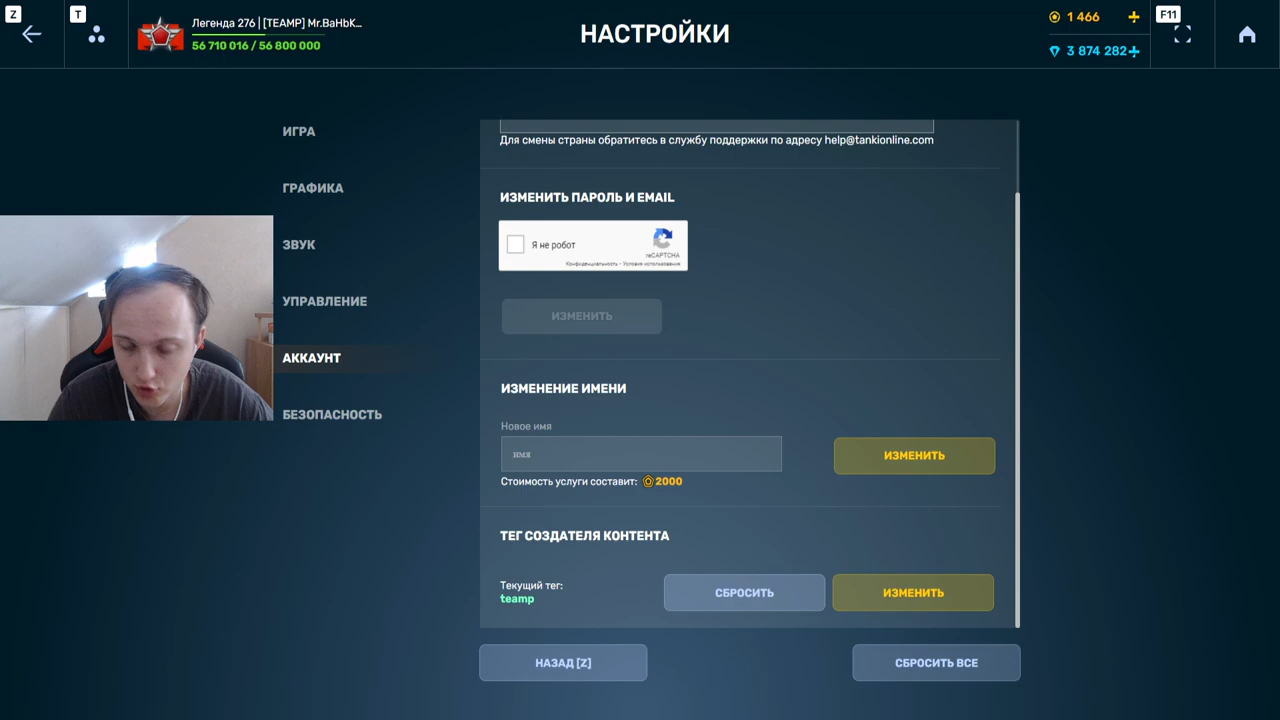 Z
T
Легенда 276 | [TEAMP] Mr.BaHbK...
56 710 016 / 56 800 000
НАСТРОЙКИ
1 466
3 874 282
F11
ИГРА
ГРАФИКА
ЗВУК
УПРАВЛЕНИЕ
АККАУНТ
БЕЗОПАСНОСТЬ
Для смены страны обратитесь в службу поддержки по адресу help@tankionline.com
ИЗМЕНИТЬ ПАРОЛЬ И EMAIL
Я не робот
reCAPTCHA
Конфиденциальность - Условия использования
ИЗМЕНИТЬ
ИЗМЕНЕНИЕ ИМЕНИ
Новое имя
имя
ИЗМЕНИТЬ
Стоимость услуги составит: 2000
ТЕГ СОЗДАТЕЛЯ КОНТЕНТА
Текущий тег:
teamp
СБРОСИТЬ
ИЗМЕНИТЬ
НАЗАД [Z]
СБРОСИТЬ ВСЕ